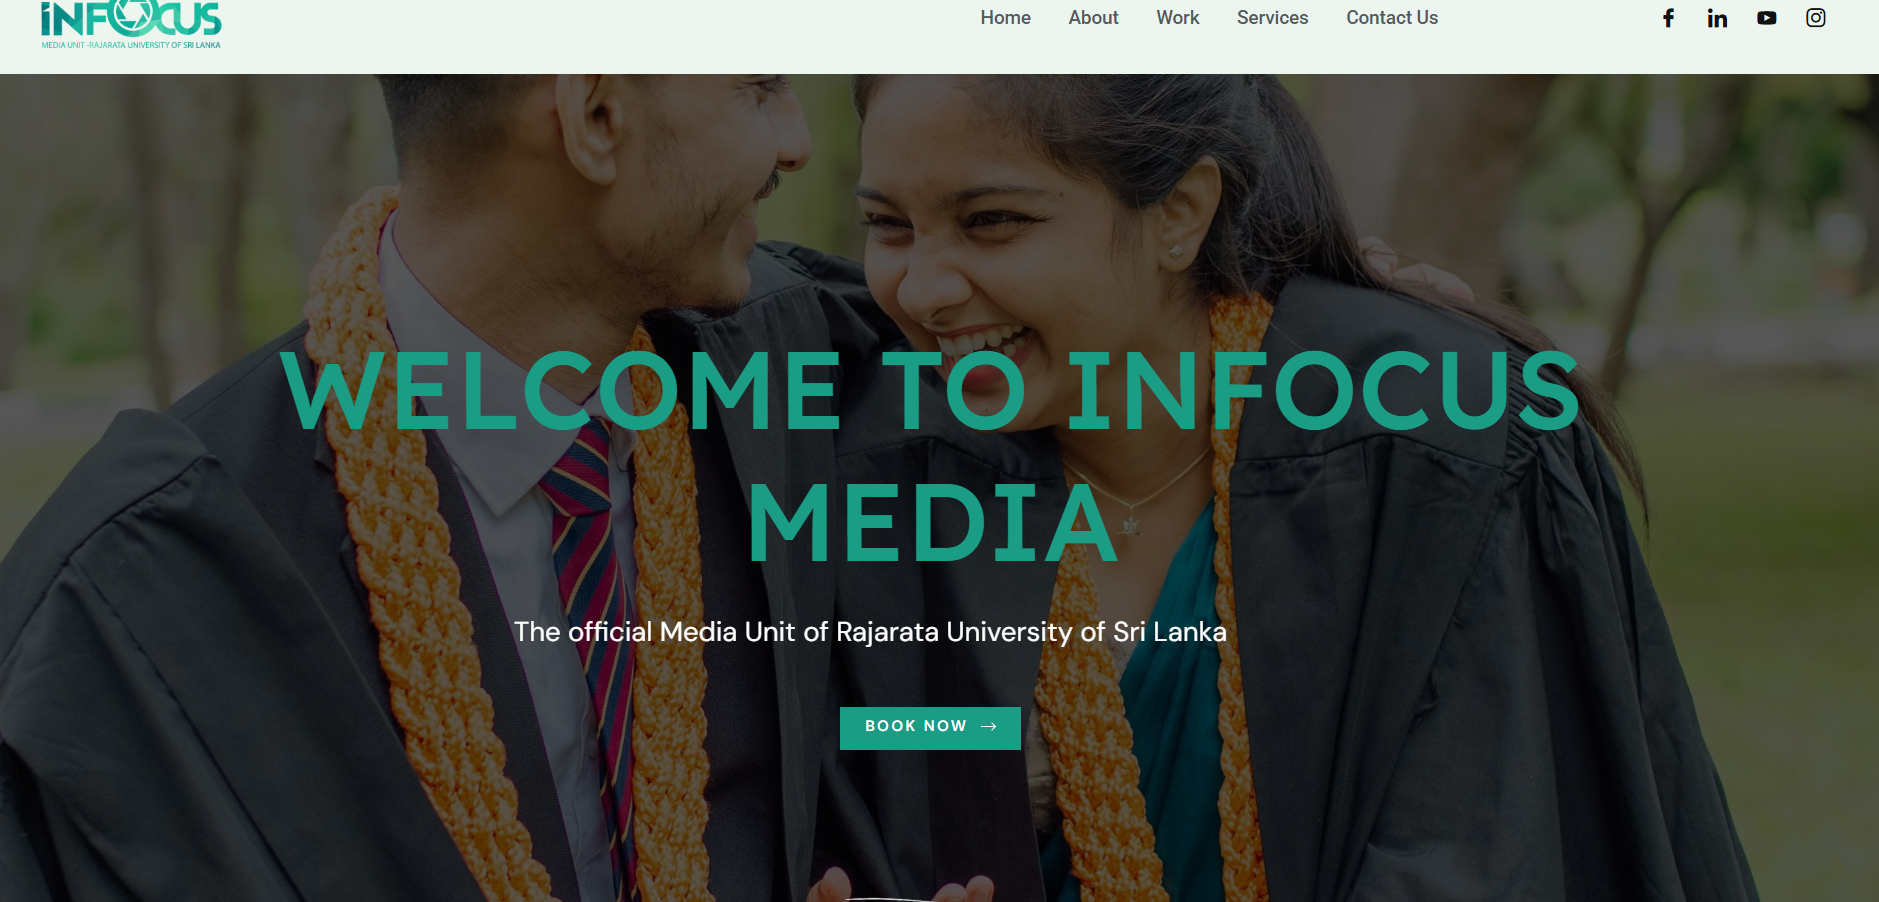 iNFOCUS
MEDIA UNIT -RAJARATA UNIVERSITY OF SRI LANKA
Home About Work Services Contact Us
WELCOME TO INFOCUS
MEDIA
The official Media Unit of Rajarata University of Sri Lanka
BOOK NOW →